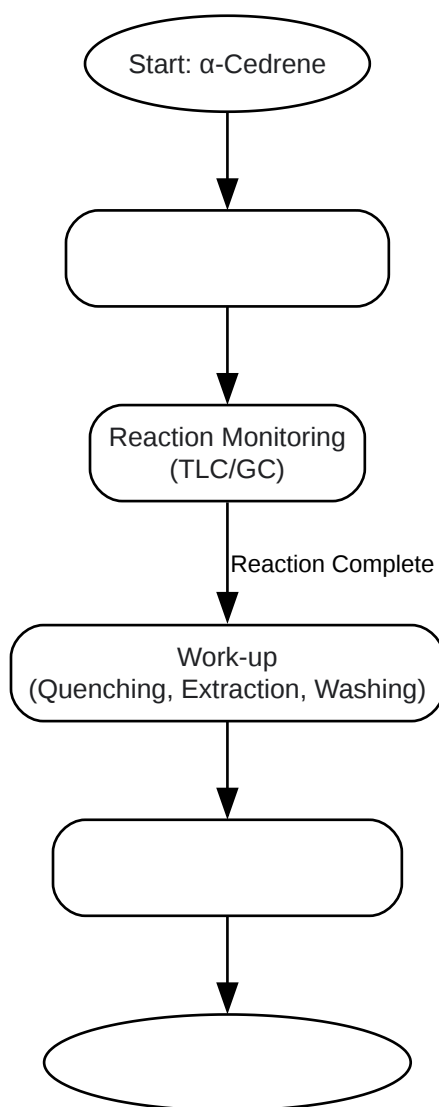 Start: α-Cedrene
Reaction Monitoring
(TLC/GC)
Reaction Complete
Work-up
(Quenching, Extraction, Washing)